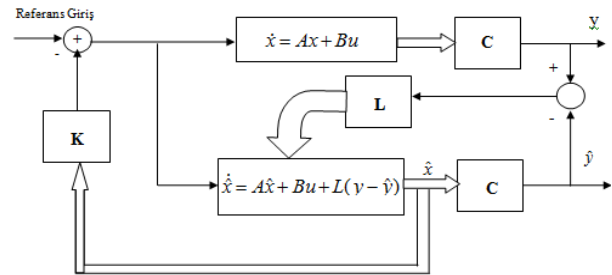 Referans Giriş
+
-
ẋ = Ax + Bu
C
y
+
-
L
K
x̂̇ = Ax̂ + Bu + L(y − ŷ)
x̂
C
ŷ